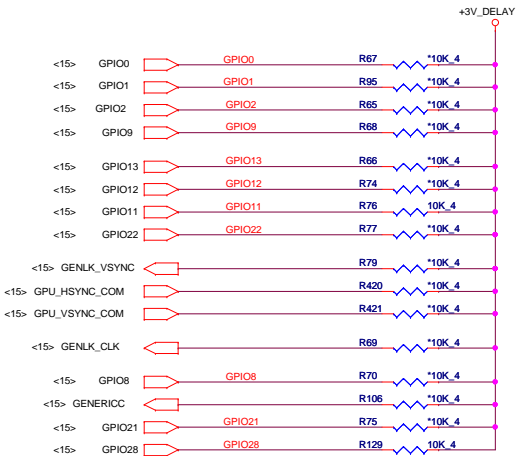 +3V_DELAY
<15> GPIO0 GPIO0 R67 *10K_4
<15> GPIO1 GPIO1 R95 *10K_4
<15> GPIO2 GPIO2 R65 *10K_4
<15> GPIO9 GPIO9 R68 *10K_4
<15> GPIO13 GPIO13 R66 *10K_4
<15> GPIO12 GPIO12 R74 *10K_4
<15> GPIO11 GPIO11 R76 10K_4
<15> GPIO22 GPIO22 R77 *10K_4
<15> GENLK_VSYNC R79 *10K_4
<15> GPU_HSYNC_COM R420 *10K_4
<15> GPU_VSYNC_COM R421 *10K_4
<15> GENLK_CLK R69 *10K_4
<15> GPIO8 GPIO8 R70 *10K_4
<15> GENERICC R106 *10K_4
<15> GPIO21 GPIO21 R75 *10K_4
<15> GPIO28 GPIO28 R129 10K_4